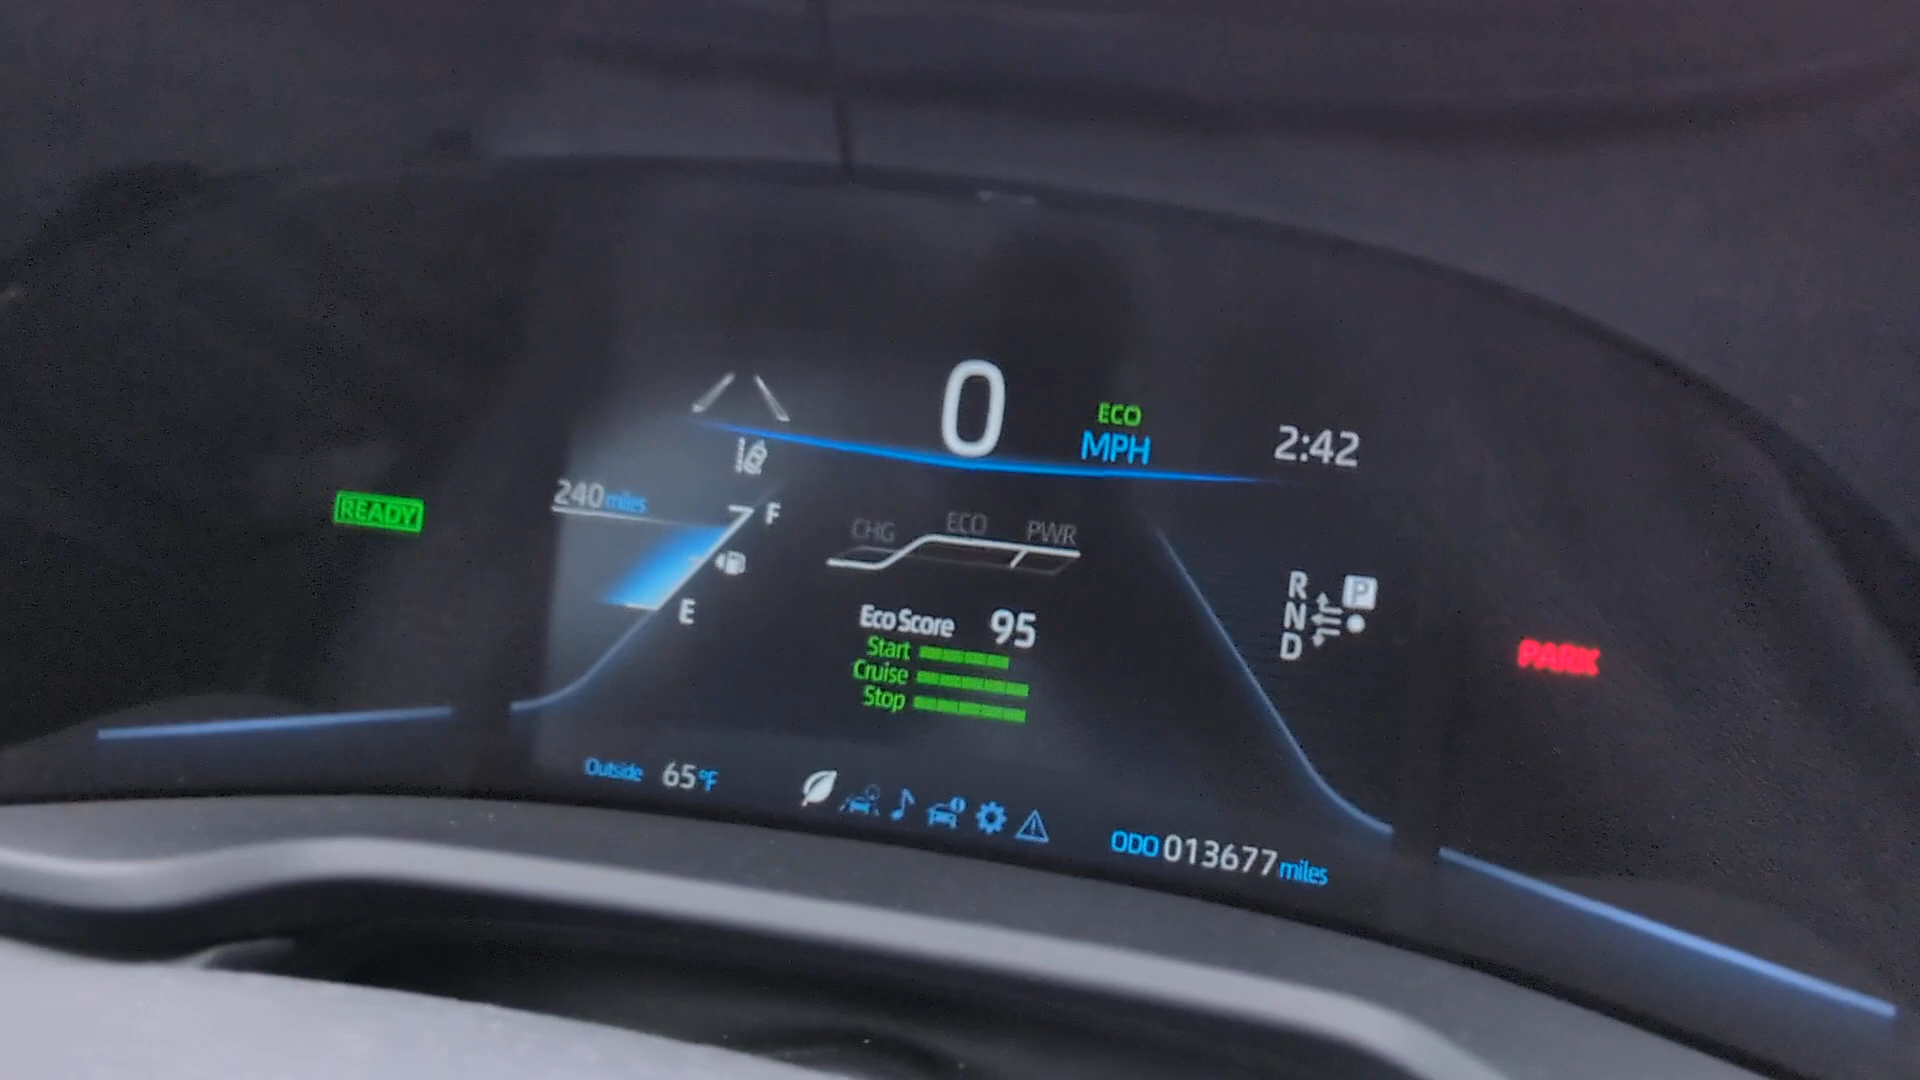 0
ECO
MPH
2:42
240 miles
F
E
READY
CHG ECO PWR
R
N
D
P
PARK
Eco Score 95
Start
Cruise
Stop
Outside 65°F
ODO 013677 miles